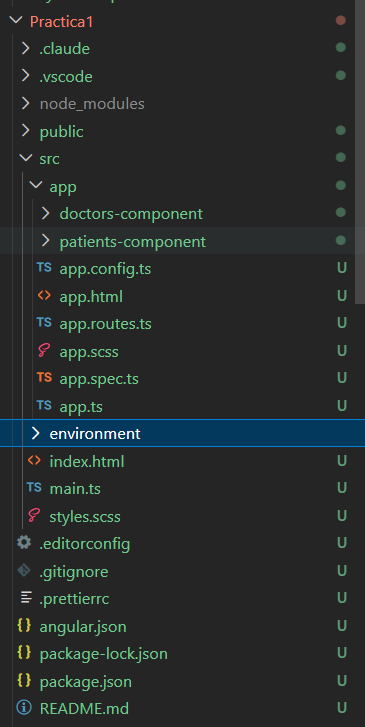 Practica1
.claude
.vscode
node_modules
public
src
app
doctors-component
patients-component
TS app.config.ts U
<> app.html U
TS app.routes.ts U
app.scss U
TS app.spec.ts U
TS app.ts U
environment
<> index.html U
TS main.ts U
styles.scss U
.editorconfig U
.gitignore U
.prettierrc U
{} angular.json U
{} package-lock.json U
{} package.json U
README.md U